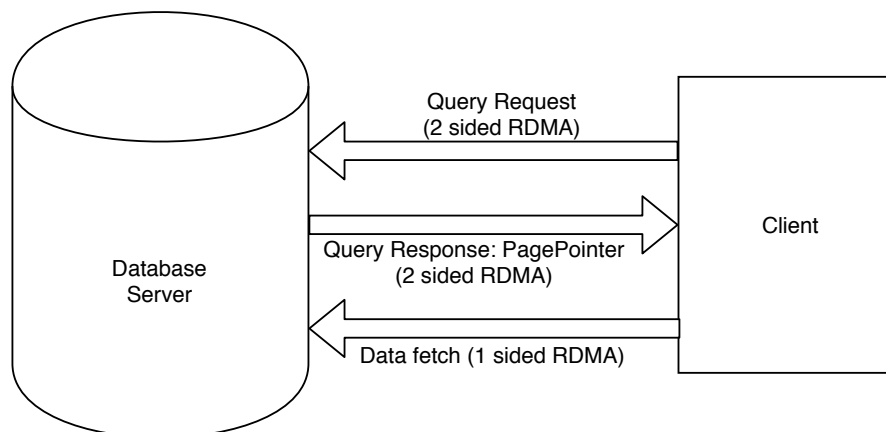 Query Request
(2 sided RDMA)
Query Response: PagePointer
(2 sided RDMA)
Data fetch (1 sided RDMA)
Database
Server
Client